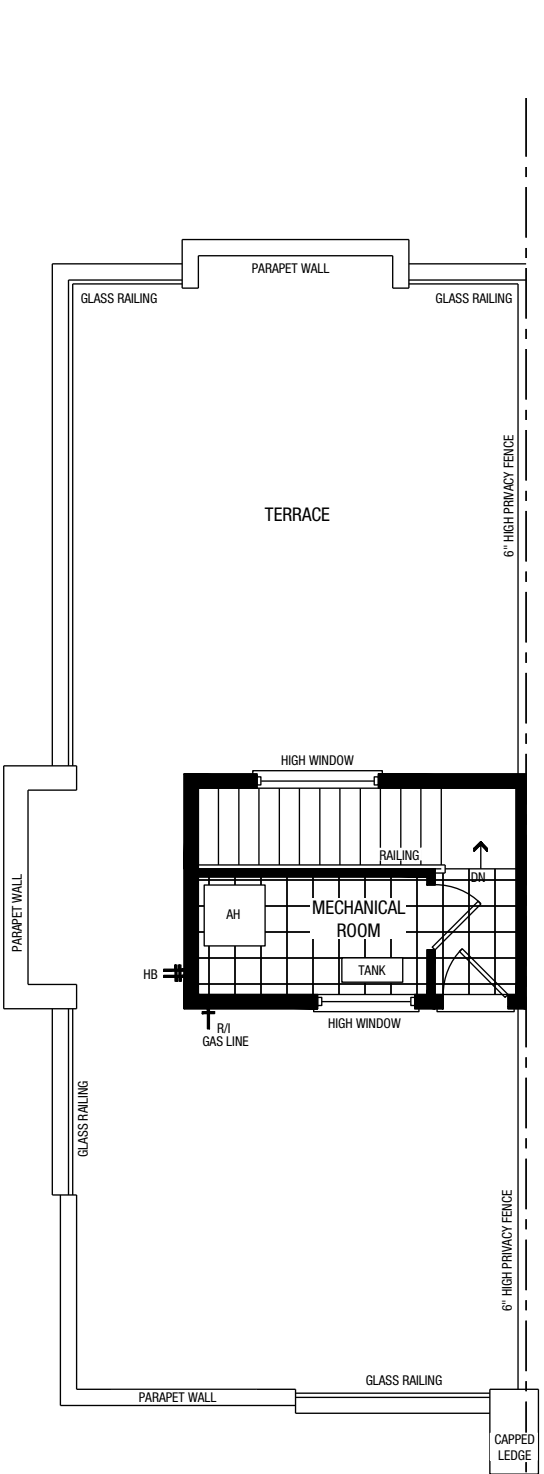 PARAPET WALL
GLASS RAILING
GLASS RAILING
6" HIGH PRIVACY FENCE
TERRACE
HIGH WINDOW
RAILING
DN
PARAPET WALL
AH
MECHANICAL
ROOM
HB
TANK
HIGH WINDOW
R/I
GAS LINE
GLASS RAILING
6" HIGH PRIVACY FENCE
GLASS RAILING
PARAPET WALL
CAPPED
LEDGE